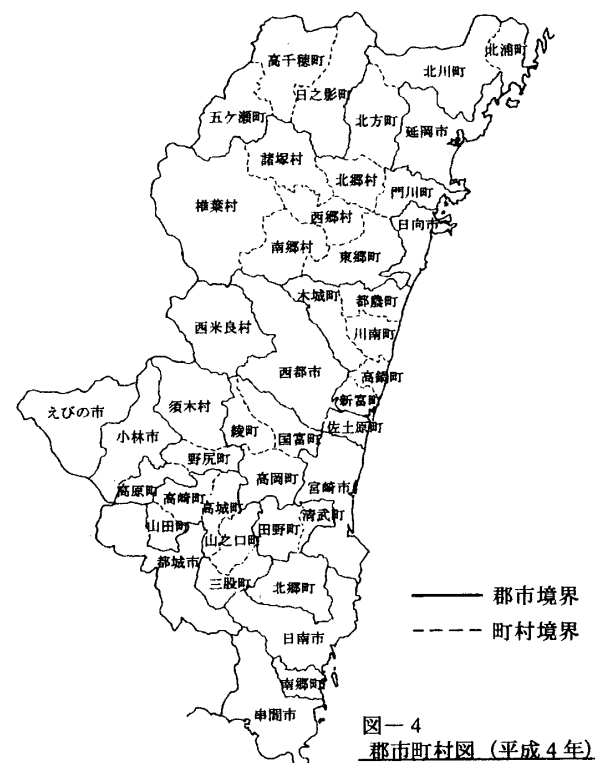 北浦町
高千穂町
北川町
日之影町
五ケ瀬町
北方町
延岡市
諸塚村
北郷村
門川町
椎葉村
西郷村
日向市
南郷村
東郷町
木城町
都農町
西米良村
川南町
西都市
高鍋町
新富町
えびの市
須木村
佐土原町
小林市
綾町
国富町
野尻町
高岡町
宮崎市
高原町
高崎町
高城町
清武町
山田町
山之口町
田野町
都城市
三股町
北郷町
日南市
南郷町
串間市
郡市境界
町村境界
図―4
郡市町村図(平成4年)